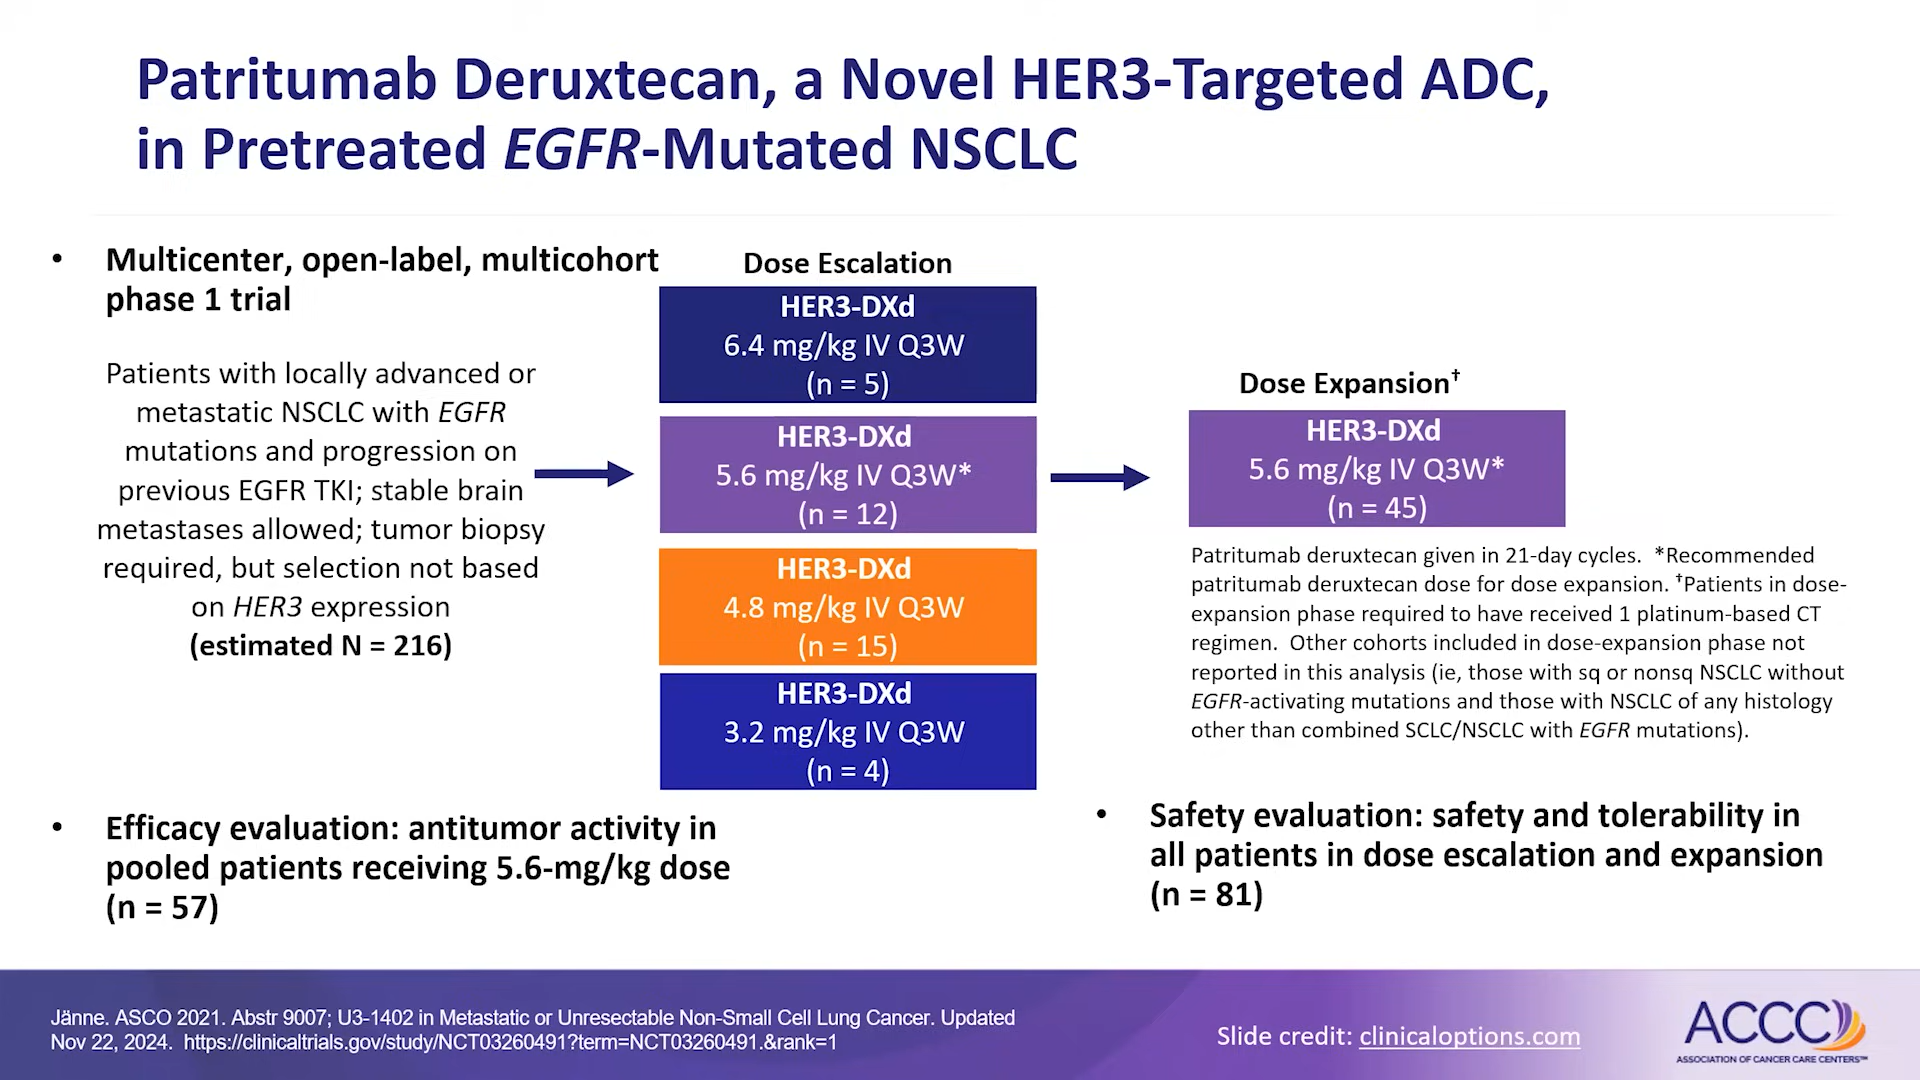 Patritumab Deruxtecan, a Novel HER3-Targeted ADC,
in Pretreated EGFR-Mutated NSCLC
• Multicenter, open-label, multicohort
phase 1 trial
Patients with locally advanced or
metastatic NSCLC with EGFR
mutations and progression on
previous EGFR TKI; stable brain
metastases allowed; tumor biopsy
required, but selection not based
on HER3 expression
(estimated N = 216)
Dose Escalation
HER3-DXd
6.4 mg/kg IV Q3W
(n = 5)
HER3-DXd
5.6 mg/kg IV Q3W*
(n = 12)
HER3-DXd
4.8 mg/kg IV Q3W
(n = 15)
HER3-DXd
3.2 mg/kg IV Q3W
(n = 4)
Dose Expansion†
HER3-DXd
5.6 mg/kg IV Q3W*
(n = 45)
Patritumab deruxtecan given in 21-day cycles. *Recommended
patritumab deruxtecan dose for dose expansion. †Patients in dose-
expansion phase required to have received 1 platinum-based CT
regimen. Other cohorts included in dose-expansion phase not
reported in this analysis (ie, those with sq or nonsq NSCLC without
EGFR-activating mutations and those with NSCLC of any histology
other than combined SCLC/NSCLC with EGFR mutations).
• Efficacy evaluation: antitumor activity in
pooled patients receiving 5.6-mg/kg dose
(n = 57)
• Safety evaluation: safety and tolerability in
all patients in dose escalation and expansion
(n = 81)
Jänne. ASCO 2021. Abstr 9007; U3-1402 in Metastatic or Unresectable Non-Small Cell Lung Cancer. Updated
Nov 22, 2024. https://clinicaltrials.gov/study/NCT03260491?term=NCT03260491.&rank=1
Slide credit: clinicaloptions.com
ACCC
ASSOCIATION OF CANCER CARE CENTERS™